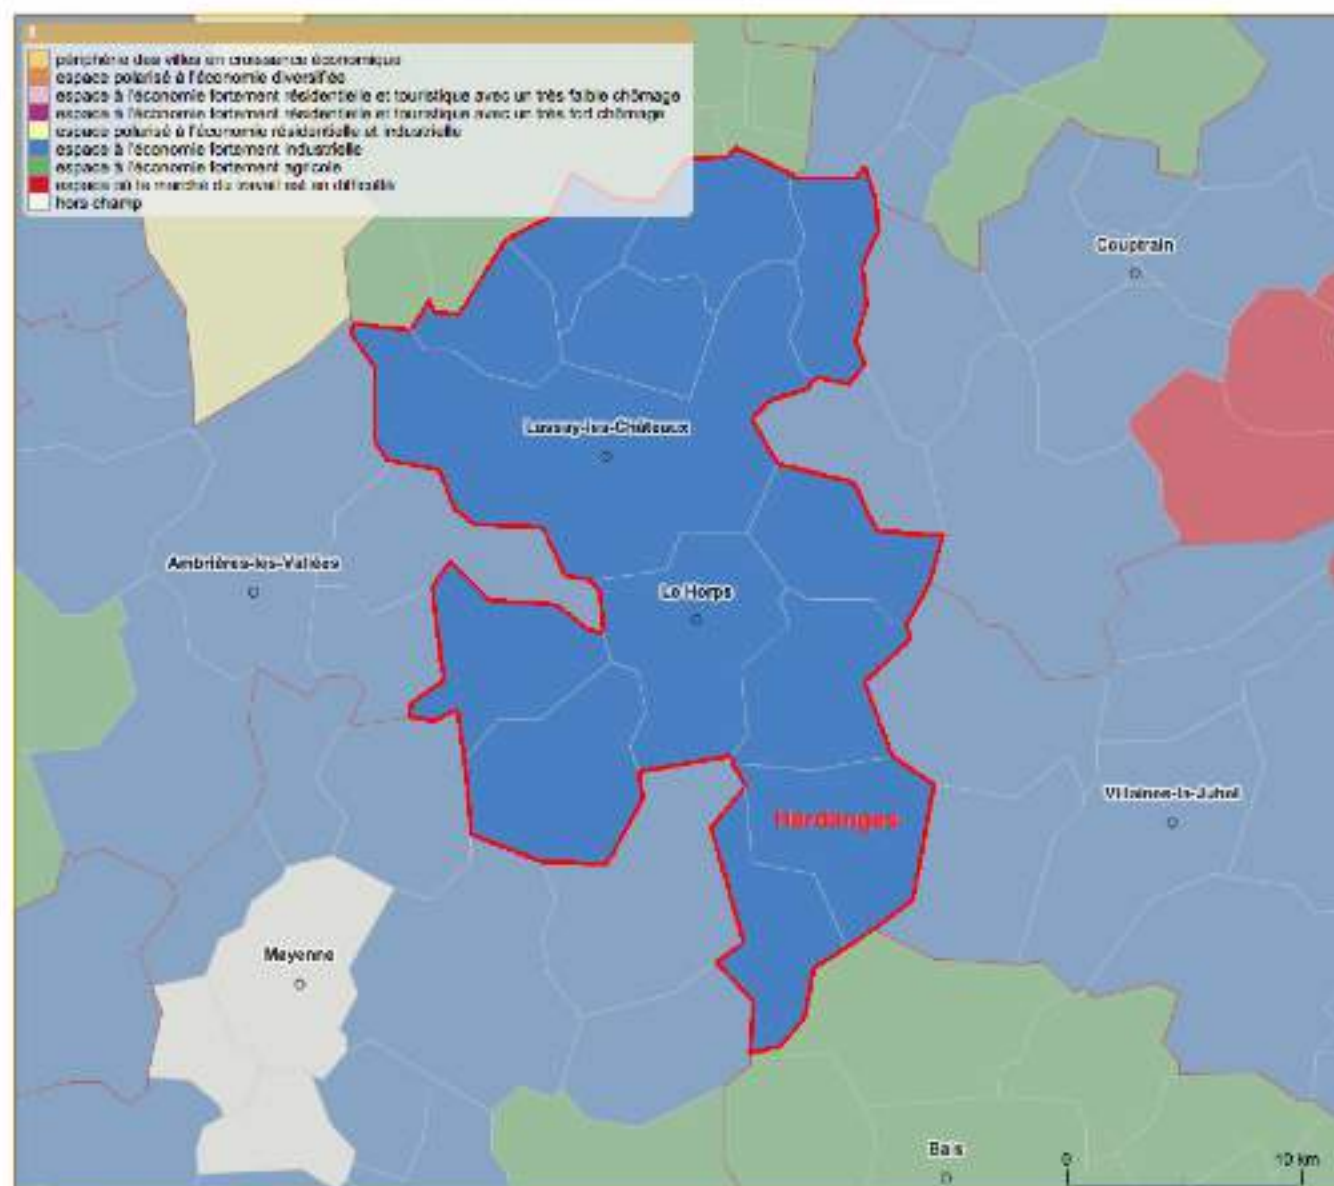 périphérie des villes en croissance économique
espace polarisé à l'économie diversifiée
espace à l'économie fortement résidentielle et touristique avec un très faible chômage
espace à l'économie fortement résidentielle et touristique avec un très fort chômage
espace polarisé à l'économie résidentielle et industrielle
espace à l'économie fortement industrielle
espace à l'économie fortement agricole
espace où le marché du travail est en difficulté
hors champ
Couptrain
Lassay-les-Châteaux
Ambrières-les-Vallées
Le Horps
Villaines-la-Juhel
Hardanges
Mayenne
Bais
0
10 km